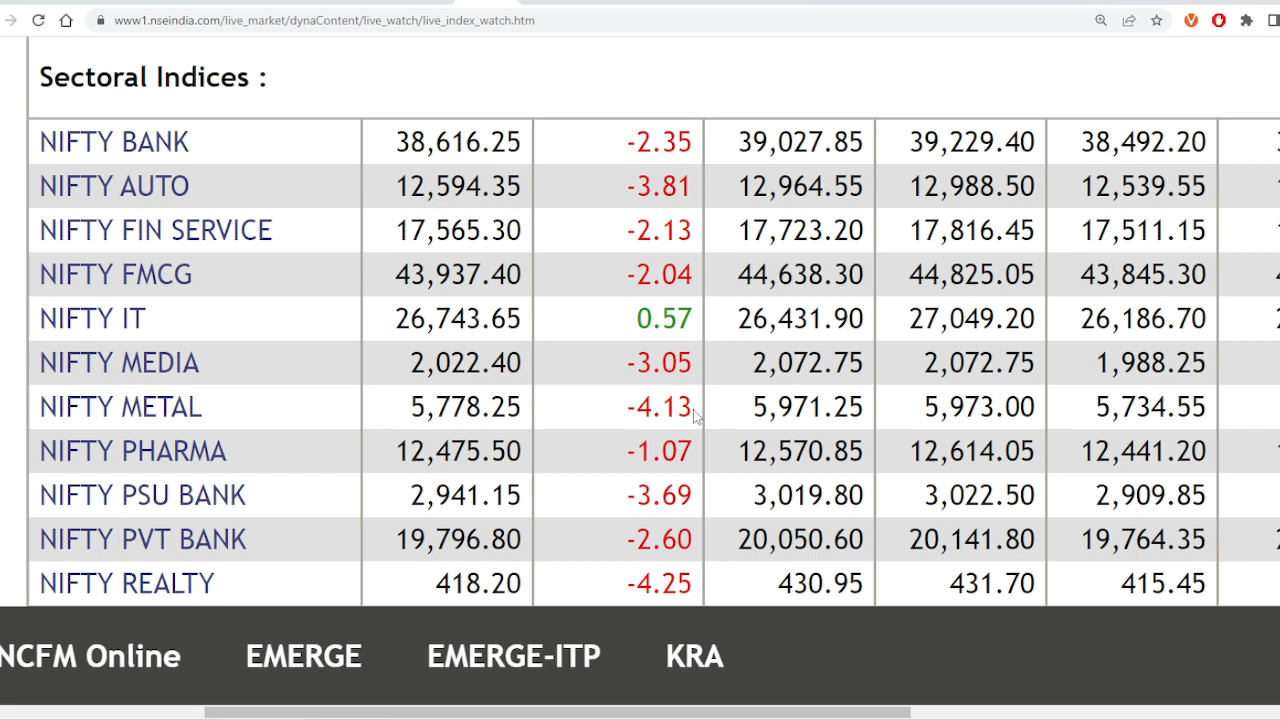 www1.nseindia.com/live_market/dynaContent/live_watch/live_index_watch.htm
Sectoral Indices :
NIFTY BANK 38,616.25 -2.35 39,027.85 39,229.40 38,492.20
NIFTY AUTO 12,594.35 -3.81 12,964.55 12,988.50 12,539.55
NIFTY FIN SERVICE 17,565.30 -2.13 17,723.20 17,816.45 17,511.15
NIFTY FMCG 43,937.40 -2.04 44,638.30 44,825.05 43,845.30
NIFTY IT 26,743.65 0.57 26,431.90 27,049.20 26,186.70
NIFTY MEDIA 2,022.40 -3.05 2,072.75 2,072.75 1,988.25
NIFTY METAL 5,778.25 -4.13 5,971.25 5,973.00 5,734.55
NIFTY PHARMA 12,475.50 -1.07 12,570.85 12,614.05 12,441.20
NIFTY PSU BANK 2,941.15 -3.69 3,019.80 3,022.50 2,909.85
NIFTY PVT BANK 19,796.80 -2.60 20,050.60 20,141.80 19,764.35
NIFTY REALTY 418.20 -4.25 430.95 431.70 415.45
NCFM Online EMERGE EMERGE-ITP KRA